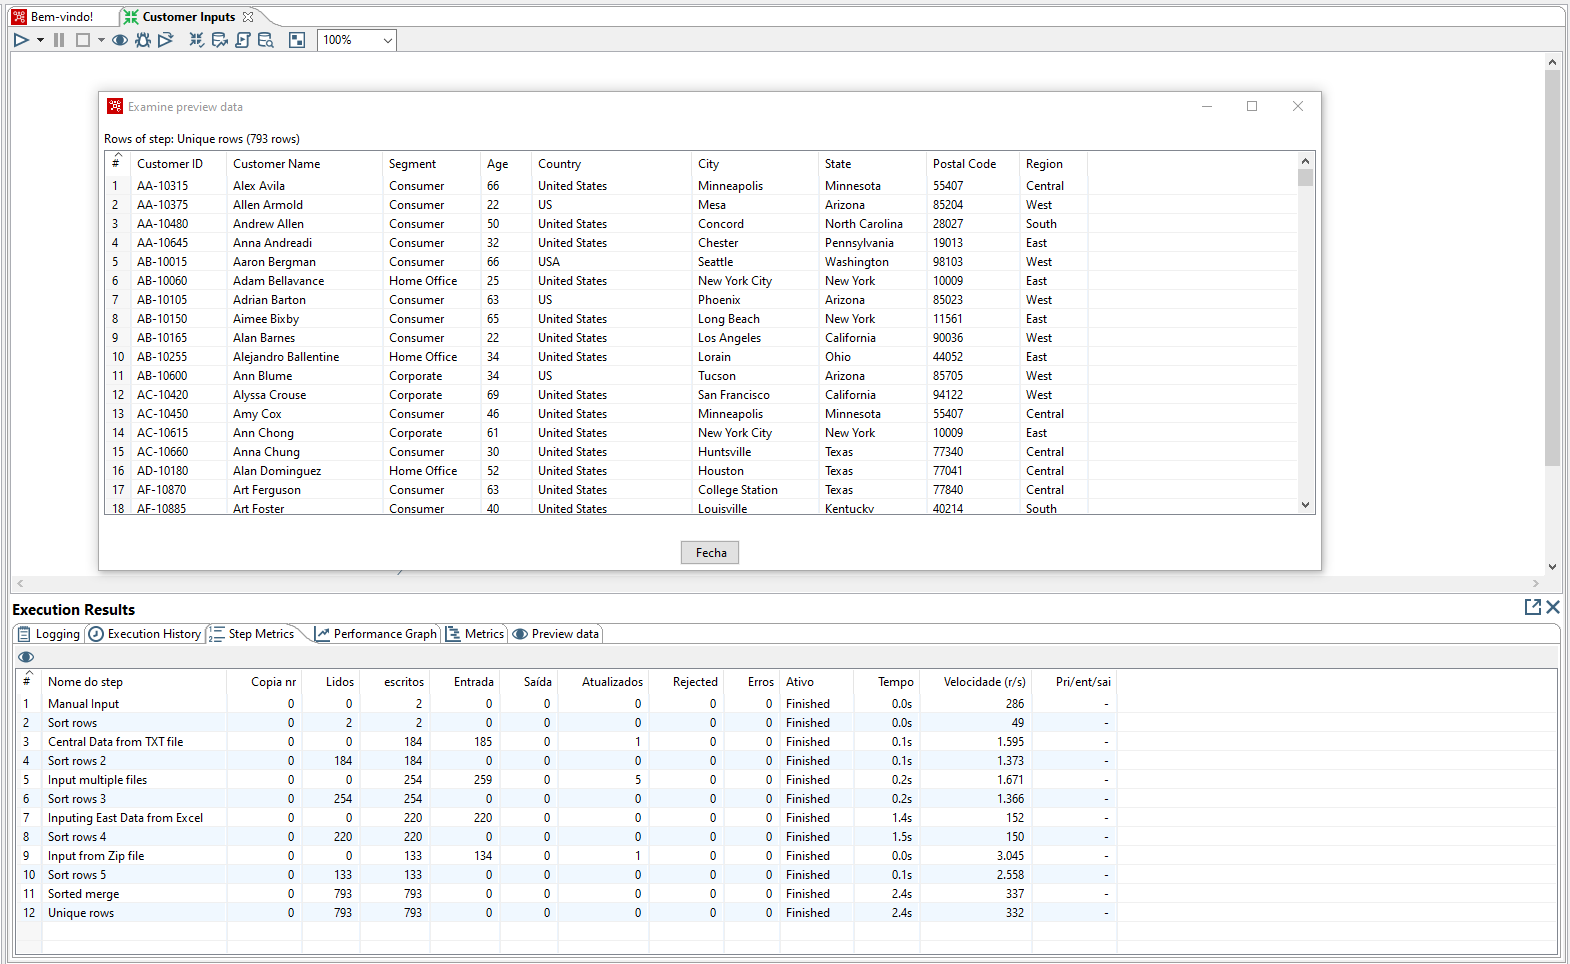 Bem-vindo! Customer Inputs
100%
Examine preview data
Rows of step: Unique rows (793 rows)
# Customer ID Customer Name Segment Age Country City State Postal Code Region
1 AA-10315 Alex Avila Consumer 66 United States Minneapolis Minnesota 55407 Central
2 AA-10375 Allen Armold Consumer 22 US Mesa Arizona 85204 West
3 AA-10480 Andrew Allen Consumer 50 United States Concord North Carolina 28027 South
4 AA-10645 Anna Andreadi Consumer 32 United States Chester Pennsylvania 19013 East
5 AB-10015 Aaron Bergman Consumer 66 USA Seattle Washington 98103 West
6 AB-10060 Adam Bellavance Home Office 25 United States New York City New York 10009 East
7 AB-10105 Adrian Barton Consumer 63 US Phoenix Arizona 85023 West
8 AB-10150 Aimee Bixby Consumer 65 United States Long Beach New York 11561 East
9 AB-10165 Alan Barnes Consumer 22 United States Los Angeles California 90036 West
10 AB-10255 Alejandro Ballentine Home Office 34 United States Lorain Ohio 44052 East
11 AB-10600 Ann Blume Corporate 34 US Tucson Arizona 85705 West
12 AC-10420 Alyssa Crouse Corporate 69 United States San Francisco California 94122 West
13 AC-10450 Amy Cox Consumer 46 United States Minneapolis Minnesota 55407 Central
14 AC-10615 Ann Chong Corporate 61 United States New York City New York 10009 East
15 AC-10660 Anna Chung Consumer 30 United States Huntsville Texas 77340 Central
16 AD-10180 Alan Dominguez Home Office 52 United States Houston Texas 77041 Central
17 AF-10870 Art Ferguson Consumer 63 United States College Station Texas 77840 Central
18 AF-10885 Art Foster Consumer 40 United States Louisville Kentucky 40214 South
Fecha
Execution Results
Logging Execution History Step Metrics Performance Graph Metrics Preview data
# Nome do step Copia nr Lidos escritos Entrada Saída Atualizados Rejected Erros Ativo Tempo Velocidade (r/s) Pri/ent/sai
1 Manual Input 0 0 2 0 0 0 0 0 Finished 0.0s 286 -
2 Sort rows 0 2 2 0 0 0 0 0 Finished 0.0s 49 -
3 Central Data from TXT file 0 0 184 185 0 1 0 0 Finished 0.1s 1.595 -
4 Sort rows 2 0 184 184 0 0 0 0 0 Finished 0.1s 1.373 -
5 Input multiple files 0 0 254 259 0 5 0 0 Finished 0.2s 1.671 -
6 Sort rows 3 0 254 254 0 0 0 0 0 Finished 0.2s 1.366 -
7 Inputing East Data from Excel 0 0 220 220 0 0 0 0 Finished 1.4s 152 -
8 Sort rows 4 0 220 220 0 0 0 0 0 Finished 1.5s 150 -
9 Input from Zip file 0 0 133 134 0 1 0 0 Finished 0.0s 3.045 -
10 Sort rows 5 0 133 133 0 0 0 0 0 Finished 0.1s 2.558 -
11 Sorted merge 0 793 793 0 0 0 0 0 Finished 2.4s 337 -
12 Unique rows 0 793 793 0 0 0 0 0 Finished 2.4s 332 -